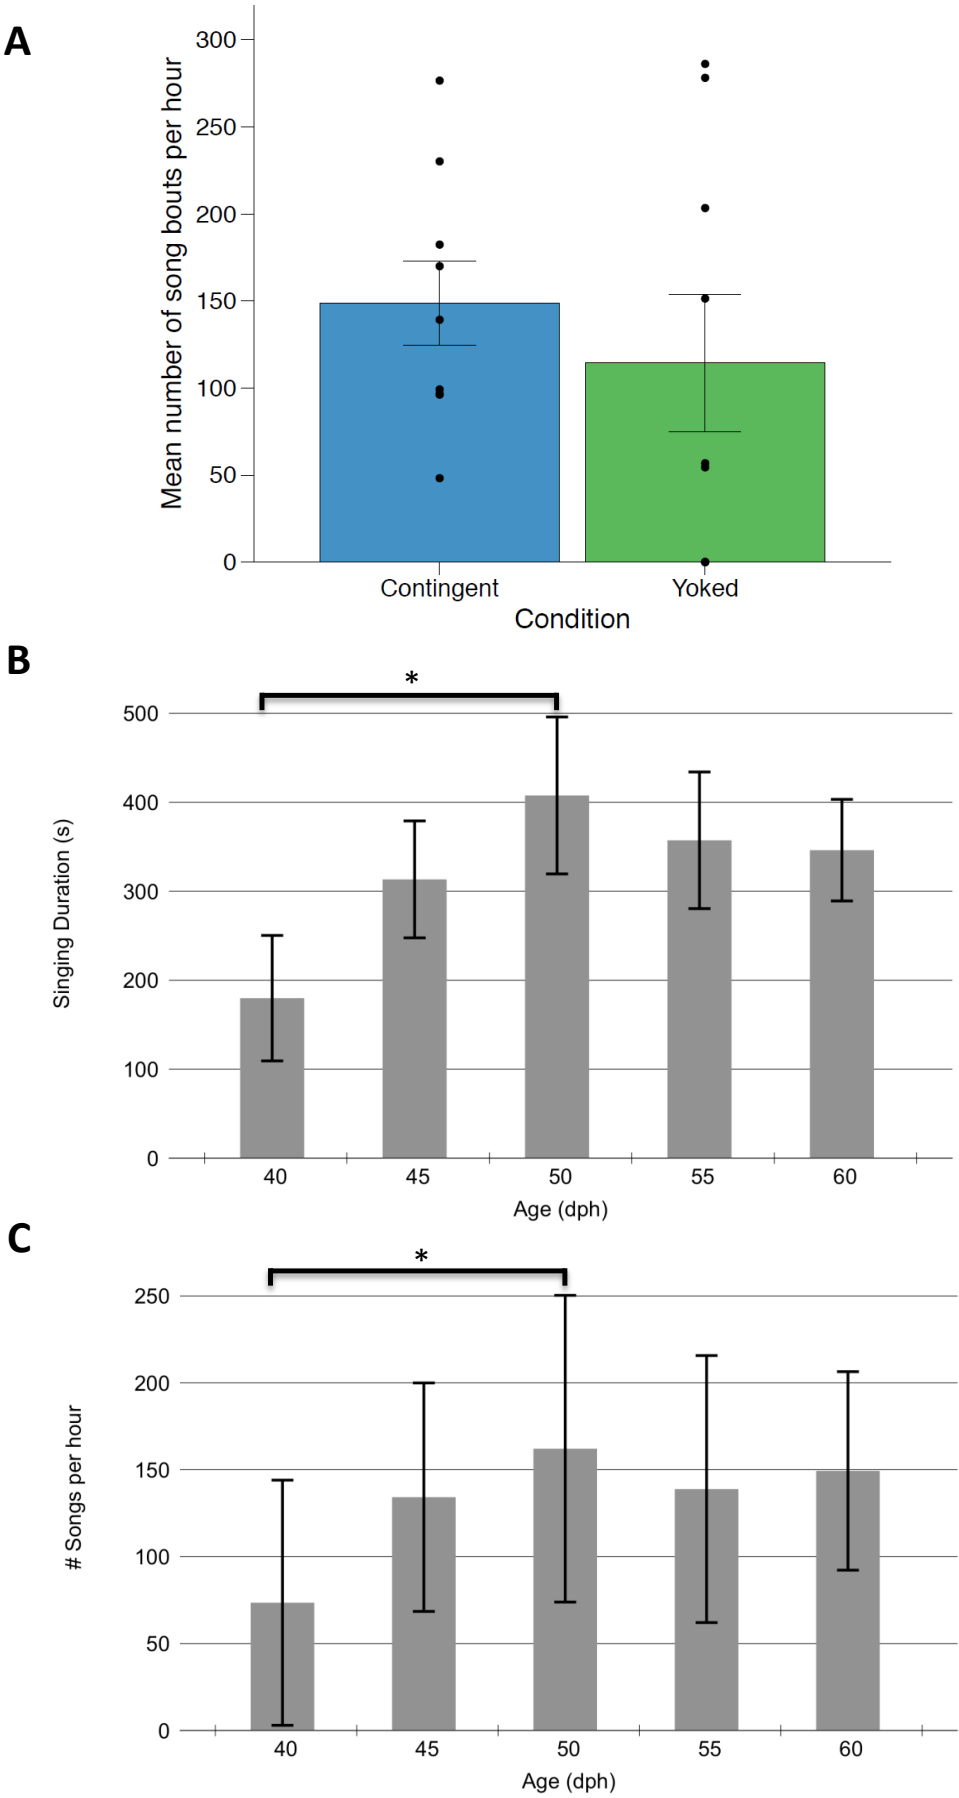 A
Mean number of song bouts per hour
300
250
200
150
100
50
0
Contingent Yoked
Condition
B
*
Singing Duration (s)
500
400
300
200
100
0
40 45 50 55 60
Age (dph)
C
*
# Songs per hour
250
200
150
100
50
0
40 45 50 55 60
Age (dph)